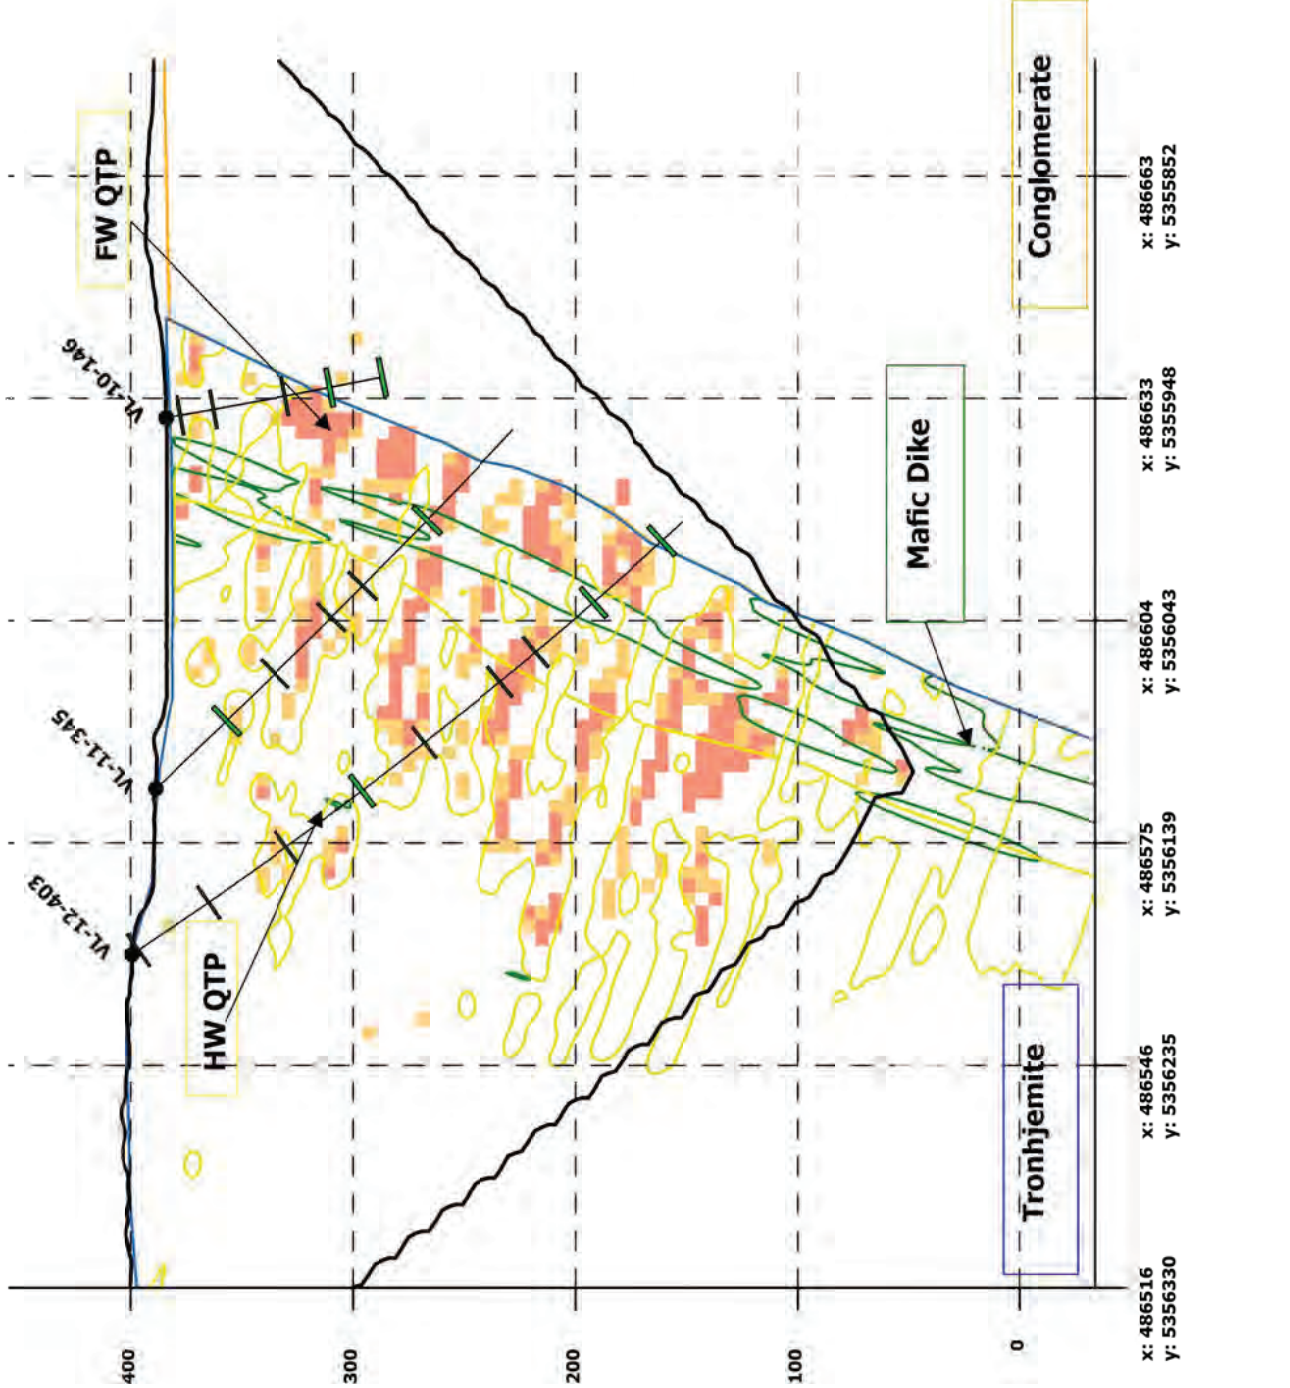 VL-12-403
VL-11-345
VL-10-146
FW QTP
HW QTP
Mafic Dike
Tronhjemite
Conglomerate
400
300
200
100
0
x: 486516
y: 5356330
x: 486546
y: 5356235
x: 486575
y: 5356139
x: 486604
y: 5356043
x: 486633
y: 5355948
x: 486663
y: 5355852